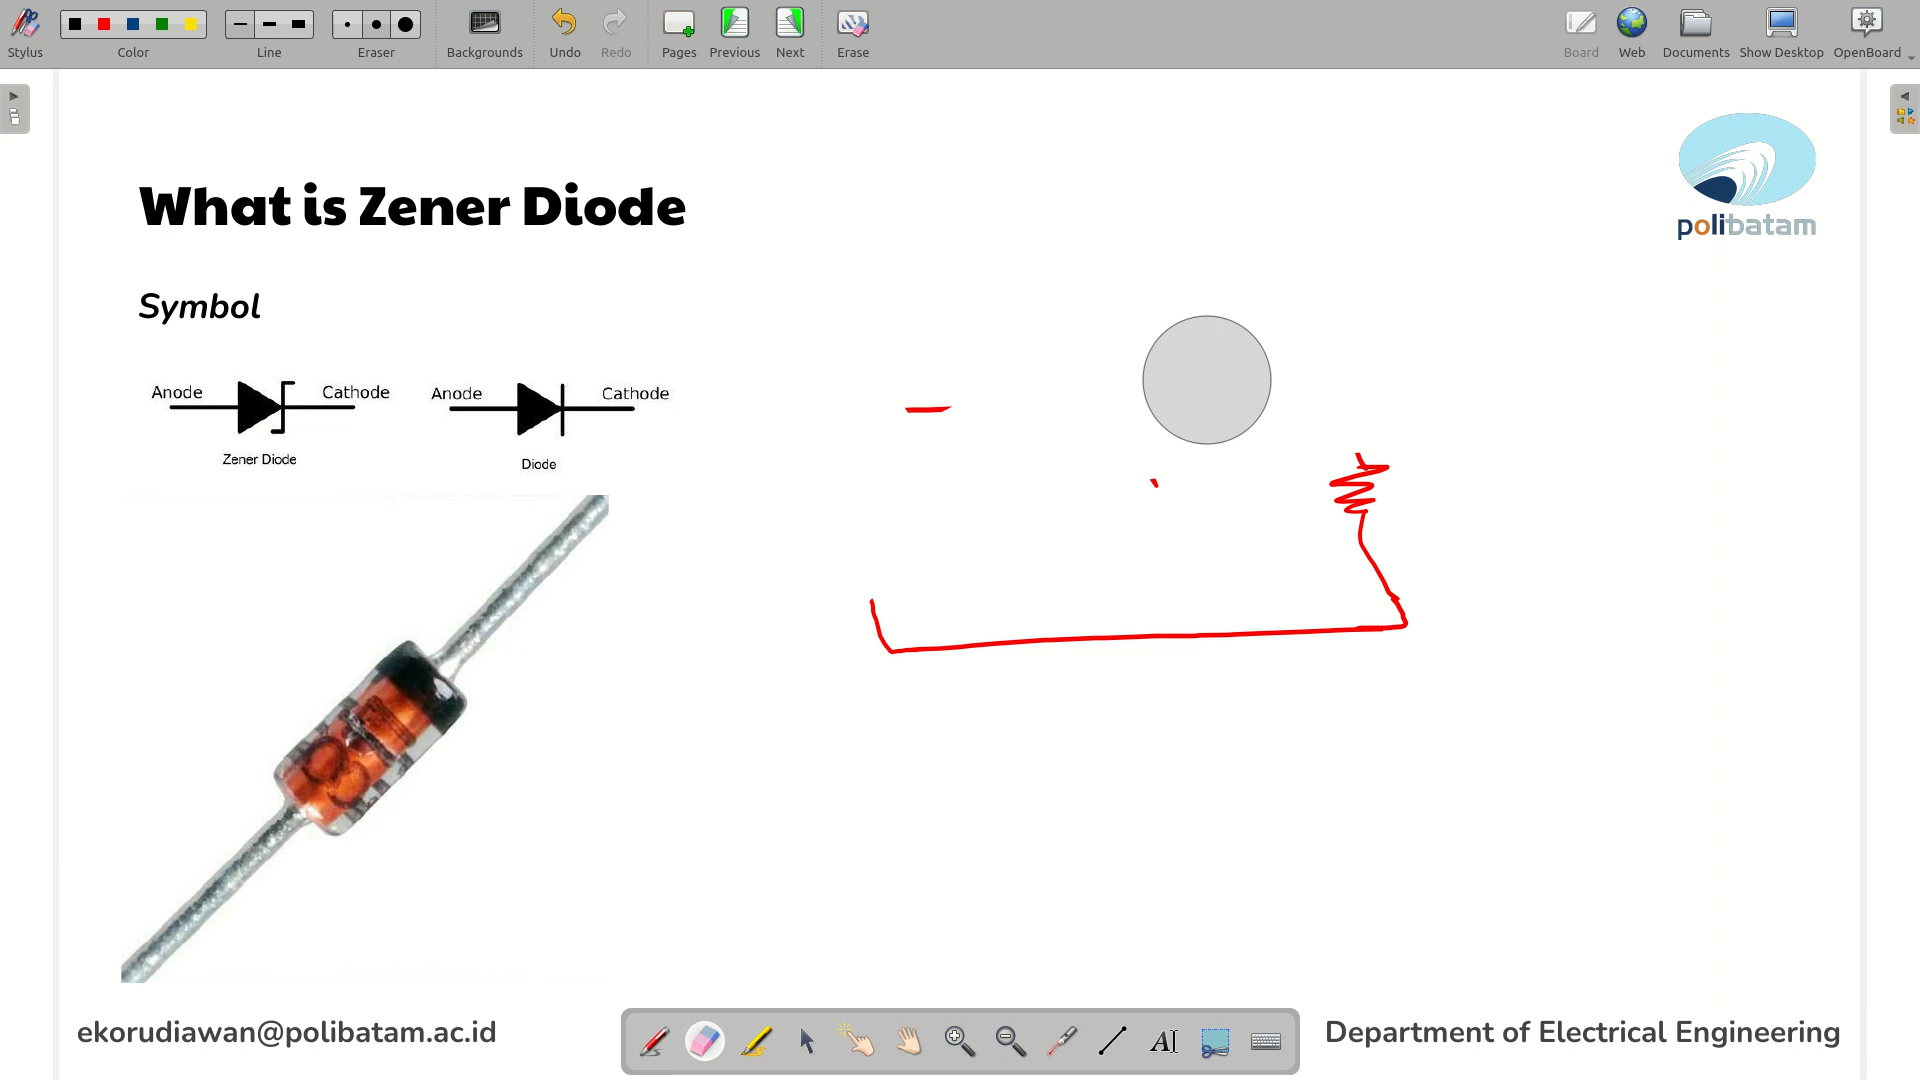 Stylus
Color
Line
Eraser
Backgrounds
Undo
Redo
Pages
Previous
Next
Erase
Board
Web
Documents
Show Desktop
OpenBoard
polibatam
What is Zener Diode
Symbol
Anode
Cathode
Zener Diode
Anode
Cathode
Diode
ekorudiawan@polibatam.ac.id
AI
Department of Electrical Engineering